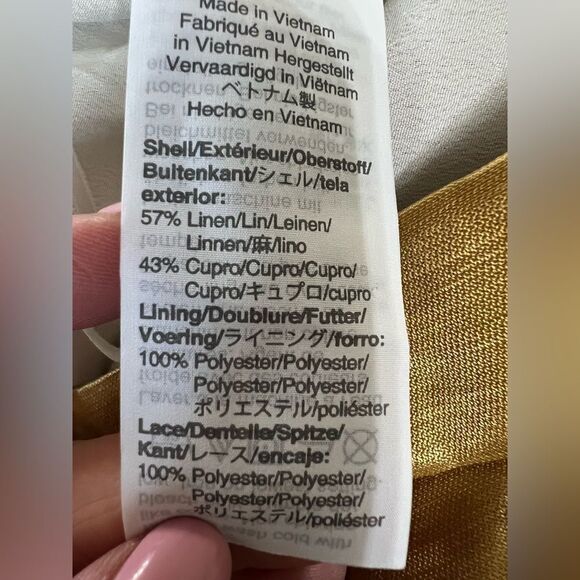 Made in Vietnam
Fabriqué au Vietnam
in Vietnam Hergestellt
Vervaardigd in Viëtnam
ベトナム製
Hecho en Vietnam
Shell/Extérieur/Oberstoff/
Buitenkant/シェル/tela
exterior:
57% Linen/Lin/Leinen/
Linnen/麻/lino
43% Cupro/Cupro/Cupro/
Cupro/キュプロ/cupro
Lining/Doublure/Futter/
Voering/ライニング/forro:
100% Polyester/Polyester/
Polyester/Polyester/
ポリエステル/poliéster
Lace/Dentelle/Spitze/
Kant/レース/encaje:
100% Polyester/Polyester/
Polyester/Polyester/
ポリエステル/poliéster